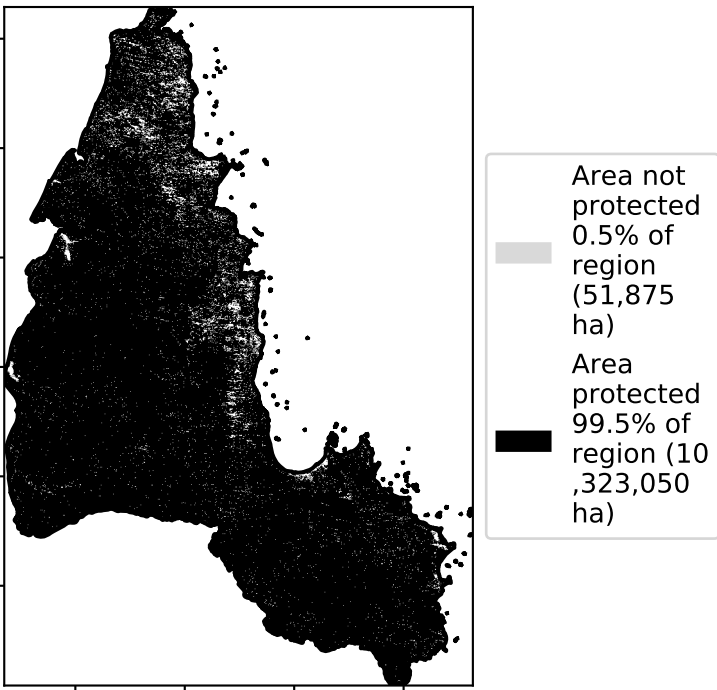 Area not
protected
0.5% of
region
(51,875
ha)
Area
protected
99.5% of
region (10
,323,050
ha)